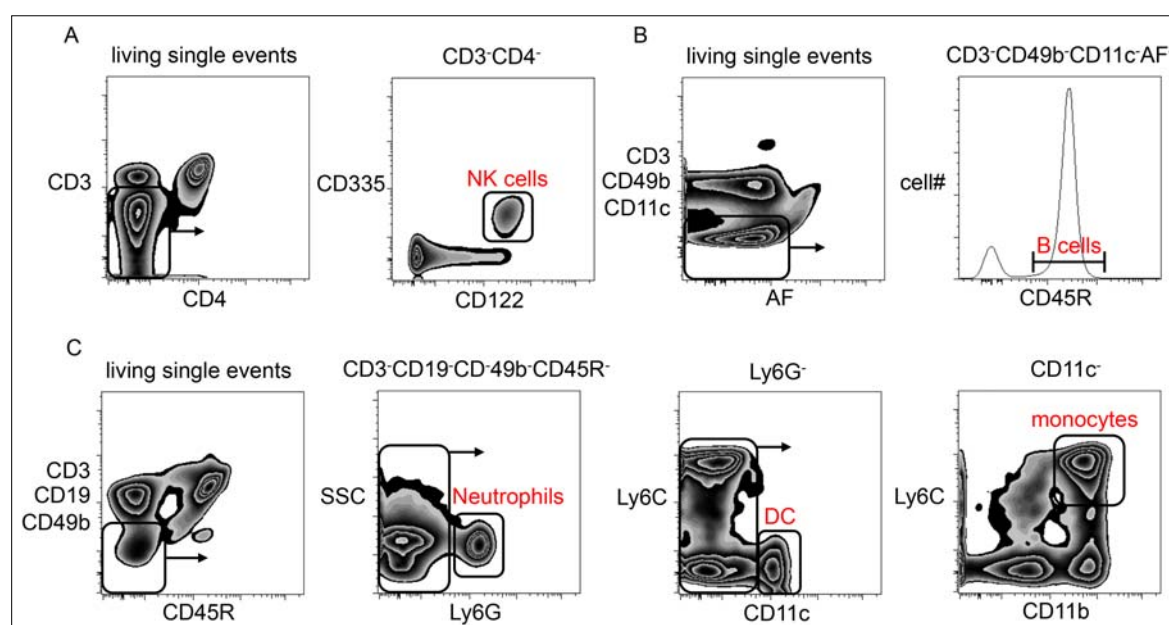 A
living single events
CD3
CD4
CD3-CD4-
CD335
NK cells
CD122
B
living single events
CD3
CD49b
CD11c
AF
CD3-CD49b-CD11c-AF
cell#
B cells
CD45R
C
living single events
CD3
CD19
CD49b
CD45R
CD3-CD19-CD-49b-CD45R-
SSC
Neutrophils
Ly6G
Ly6G-
Ly6C
DC
CD11c
CD11c-
monocytes
Ly6C
CD11b